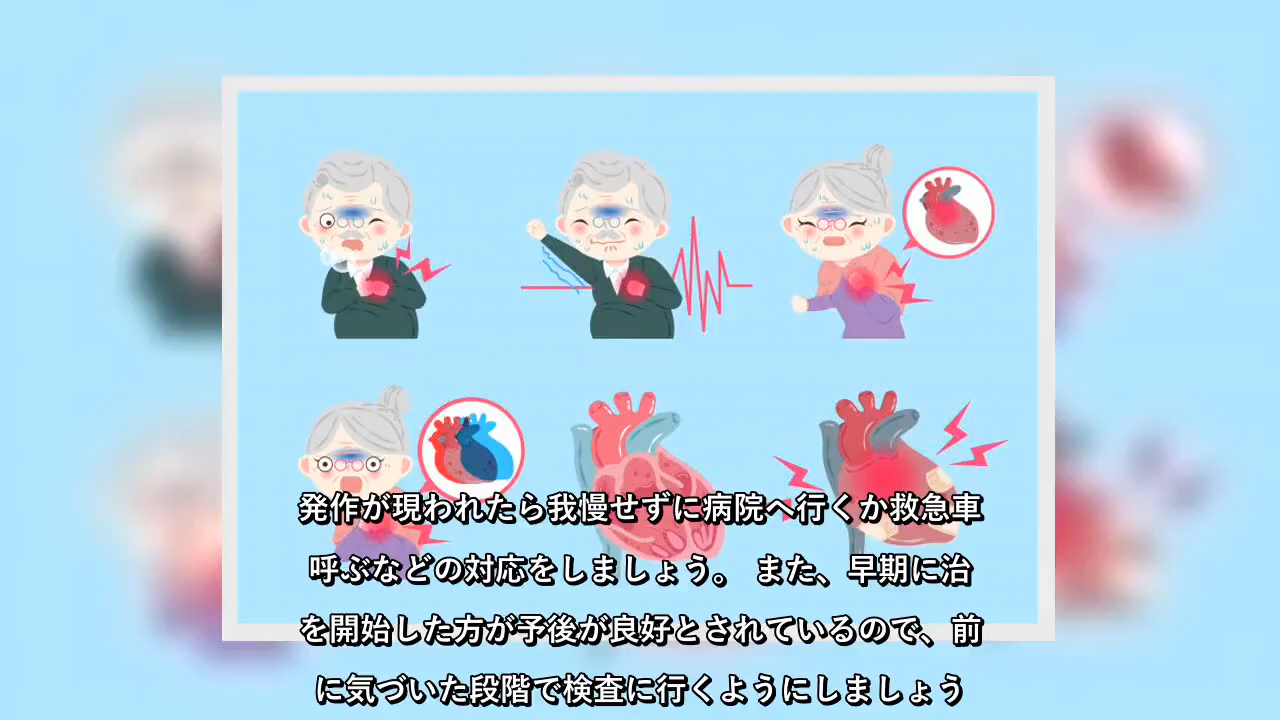 発作が現われたら我慢せずに病院へ行くか救急車
呼ぶなどの対応をしましょう。 また、早期に治
を開始した方が予後が良好とされているので、前
に気づいた段階で検査に行くようにしましょう